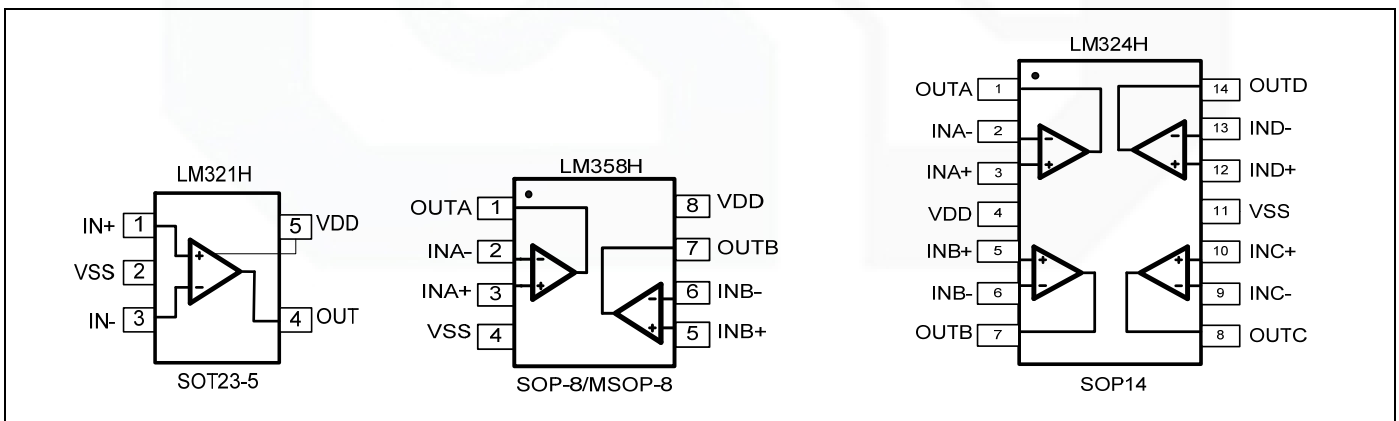 LM321H
IN+ 1 5 VDD
VSS 2
IN- 3 4 OUT
SOT23-5
LM358H
OUTA 1 8 VDD
INA- 2 7 OUTB
INA+ 3 6 INB-
VSS 4 5 INB+
SOP-8/MSOP-8
LM324H
OUTA 1 14 OUTD
INA- 2 13 IND-
INA+ 3 12 IND+
VDD 4 11 VSS
INB+ 5 10 INC+
INB- 6 9 INC-
OUTB 7 8 OUTC
SOP14